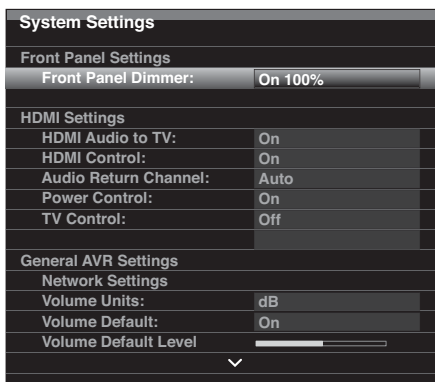 System Settings
Front Panel Settings
Front Panel Dimmer: On 100%
HDMI Settings
HDMI Audio to TV: On
HDMI Control: On
Audio Return Channel: Auto
Power Control: On
TV Control: Off
General AVR Settings
Network Settings
Volume Units: dB
Volume Default: On
Volume Default Level